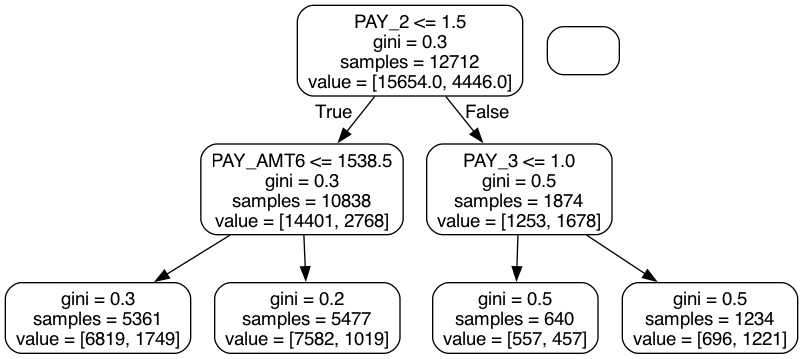 PAY_2 <= 1.5
gini = 0.3
samples = 12712
value = [15654.0, 4446.0]
True
False
PAY_AMT6 <= 1538.5
gini = 0.3
samples = 10838
value = [14401, 2768]
PAY_3 <= 1.0
gini = 0.5
samples = 1874
value = [1253, 1678]
gini = 0.3
samples = 5361
value = [6819, 1749]
gini = 0.2
samples = 5477
value = [7582, 1019]
gini = 0.5
samples = 640
value = [557, 457]
gini = 0.5
samples = 1234
value = [696, 1221]